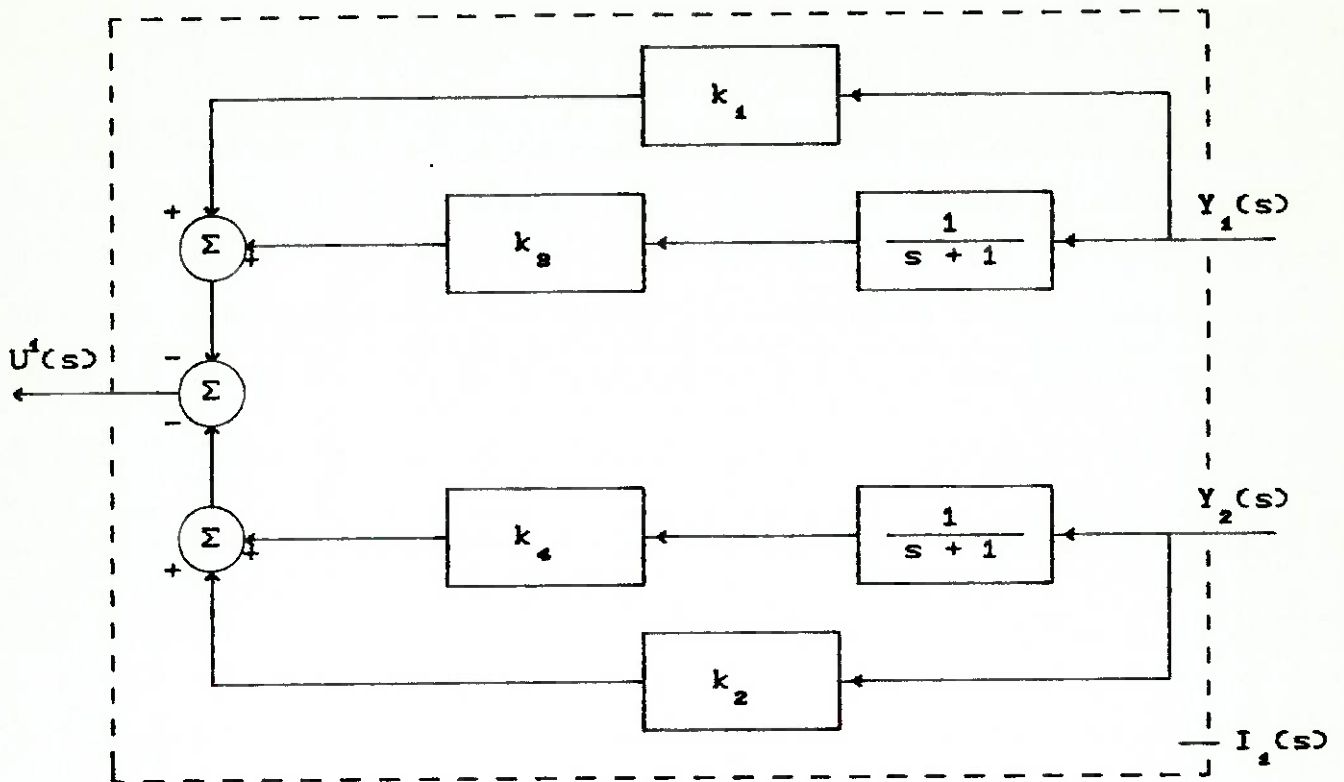 k₁
+
Y₁(s)
Σ
+
k₃
1
s + 1
U¹(s)
-
Σ
-
Y₂(s)
Σ
+
+
k₄
1
s + 1
k₂
I₁(s)